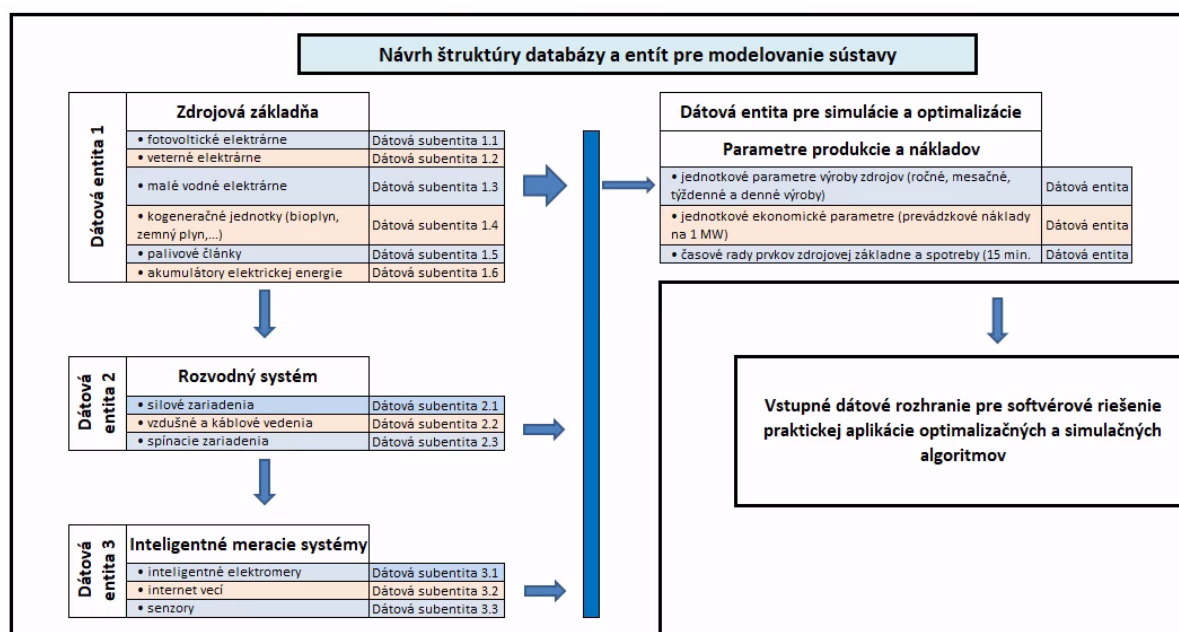 Návrh štruktúry databázy a entít pre modelovanie sústavy
Dátová entita 1
Zdrojová základňa
• fotovoltické elektrárne Dátová subentita 1.1
• veterné elektrárne Dátová subentita 1.2
• malé vodné elektrárne Dátová subentita 1.3
• kogeneračné jednotky (bioplyn,
zemný plyn,...) Dátová subentita 1.4
• palivové články Dátová subentita 1.5
• akumulátory elektrickej energie Dátová subentita 1.6
Dátová
entita 2
Rozvodný systém
• silové zariadenia Dátová subentita 2.1
• vzdušné a káblové vedenia Dátová subentita 2.2
• spínacie zariadenia Dátová subentita 2.3
Dátová
entita 3
Inteligentné meracie systémy
• inteligentné elektromery Dátová subentita 3.1
• internet vecí Dátová subentita 3.2
• senzory Dátová subentita 3.3
Dátová entita pre simulácie a optimalizácie
Parametre produkcie a nákladov
• jednotkové parametre výroby zdrojov (ročné, mesačné,
týždenné a denné výroby) Dátová entita
• jednotkové ekonomické parametre (prevádzkové náklady
na 1 MW) Dátová entita
• časové rady prvkov zdrojovej základne a spotreby (15 min. Dátová entita
Vstupné dátové rozhranie pre softvérové riešenie
praktickej aplikácie optimalizačných a simulačných
algoritmov